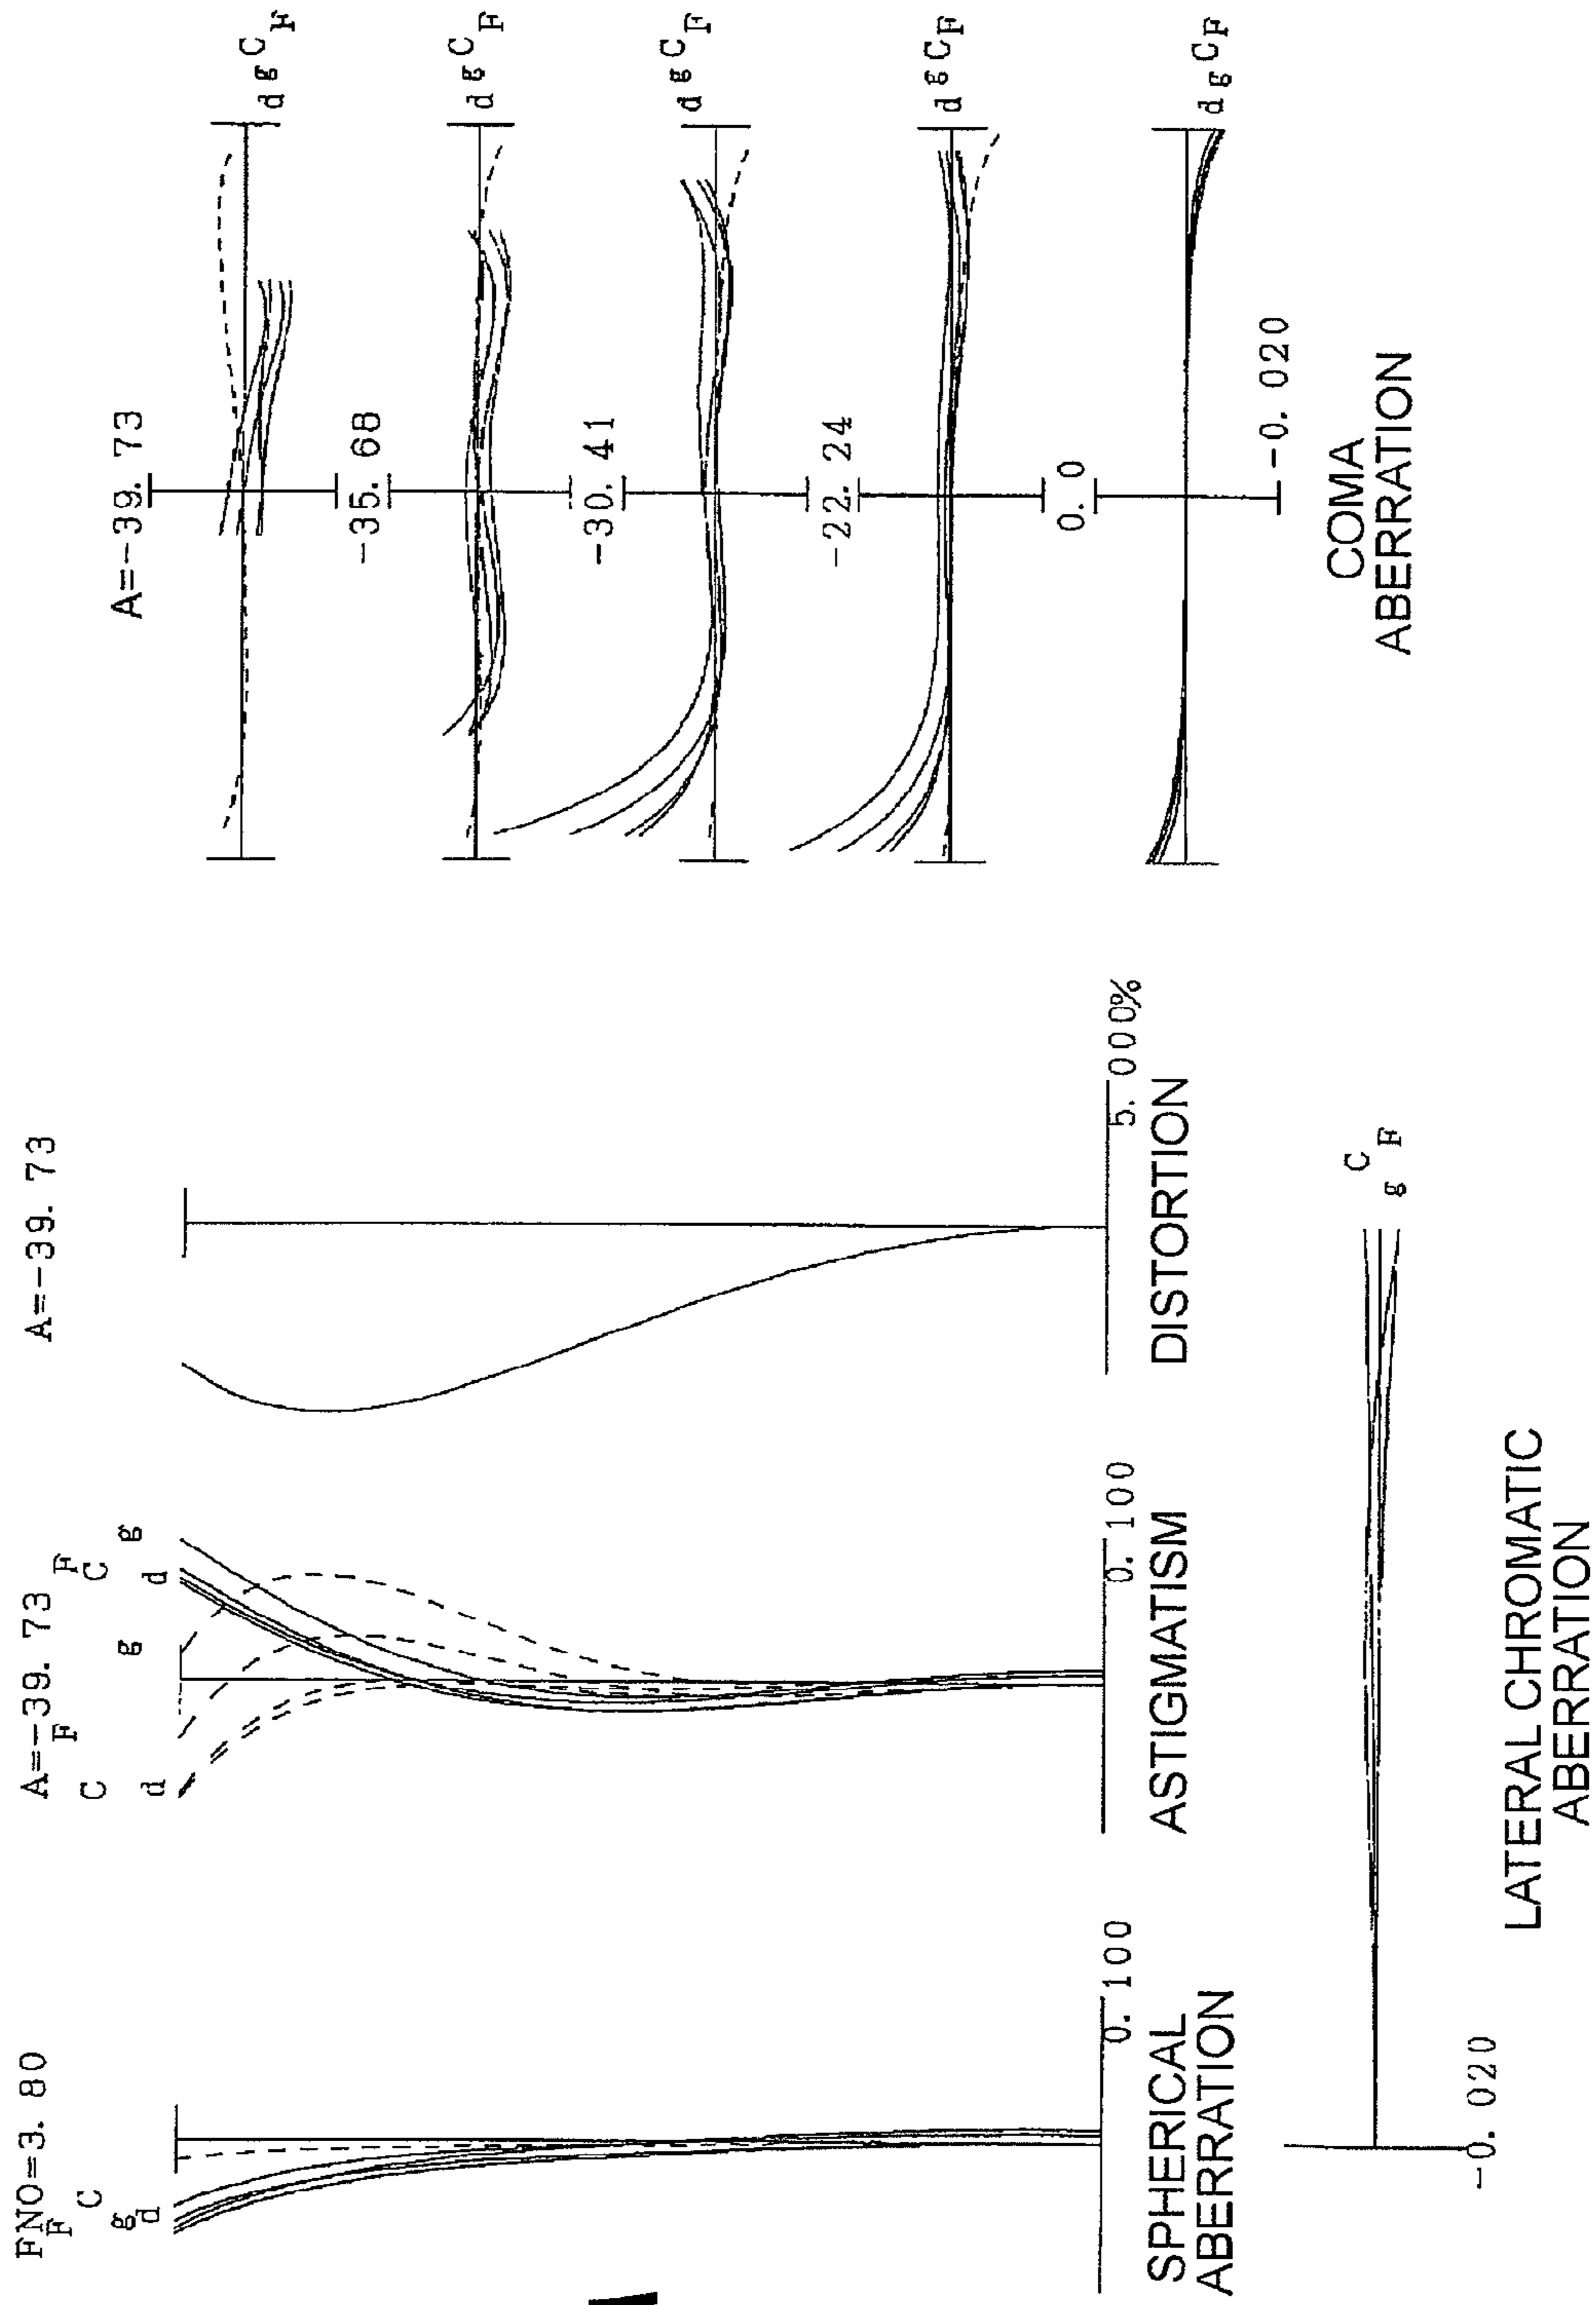 FNO=3. 80
F
C
g
d
0. 100
SPHERICAL
ABERRATION
A=-39. 73
F
C
d
g
F
C
d
g
0. 100
ASTIGMATISM
A=-39. 73
5. 000%
DISTORTION
A=-39. 73
d g C F
-35. 68
d g C F
-30. 41
d g C F
-22. 24
d g C F
0. 0
d g C F
-0. 020
COMA
ABERRATION
C
g F
-0. 020
LATERAL CHROMATIC
ABERRATION